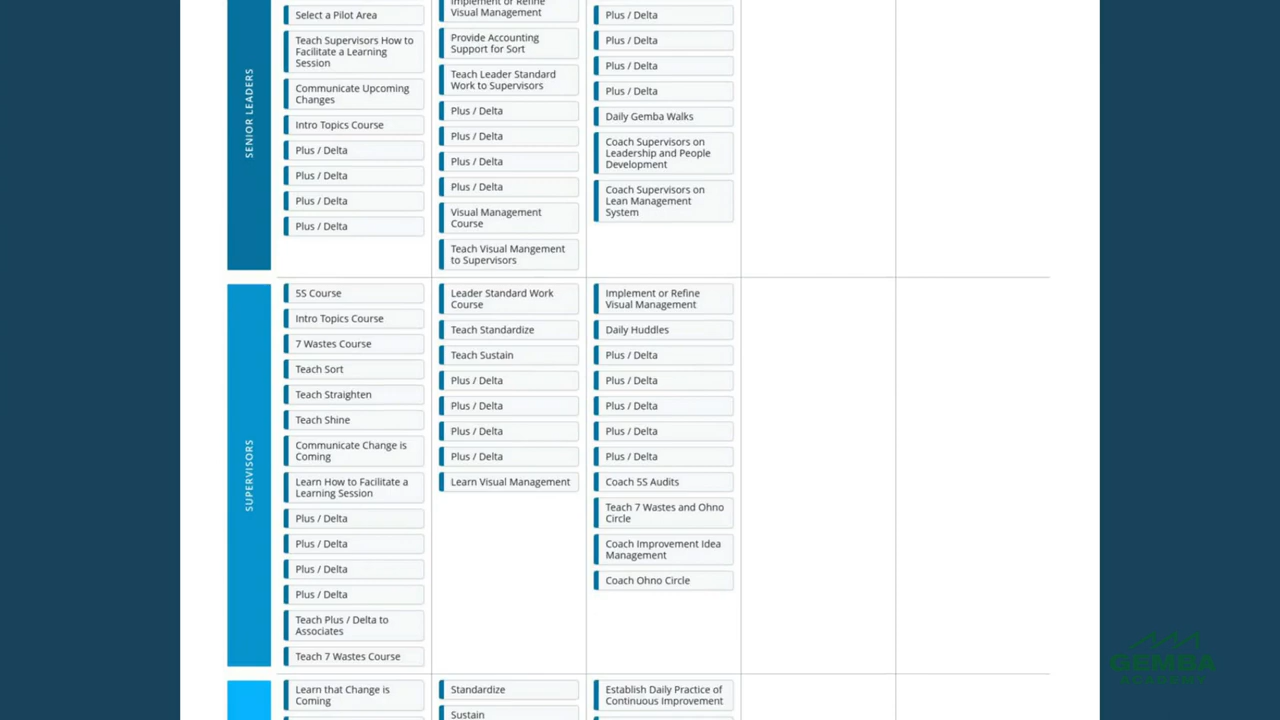 SENIOR LEADERS
Select a Pilot Area
Teach Supervisors How to
Facilitate a Learning
Session
Communicate Upcoming
Changes
Intro Topics Course
Plus / Delta
Plus / Delta
Plus / Delta
Plus / Delta
Implement or Refine
Visual Management
Provide Accounting
Support for Sort
Teach Leader Standard
Work to Supervisors
Plus / Delta
Plus / Delta
Plus / Delta
Plus / Delta
Visual Management
Course
Teach Visual Mangement
to Supervisors
Plus / Delta
Plus / Delta
Plus / Delta
Plus / Delta
Daily Gemba Walks
Coach Supervisors on
Leadership and People
Development
Coach Supervisors on
Lean Management
System
SUPERVISORS
5S Course
Intro Topics Course
7 Wastes Course
Teach Sort
Teach Straighten
Teach Shine
Communicate Change is
Coming
Learn How to Facilitate a
Learning Session
Plus / Delta
Plus / Delta
Plus / Delta
Plus / Delta
Teach Plus / Delta to
Associates
Teach 7 Wastes Course
Leader Standard Work
Course
Teach Standardize
Teach Sustain
Plus / Delta
Plus / Delta
Plus / Delta
Plus / Delta
Learn Visual Management
Implement or Refine
Visual Management
Daily Huddles
Plus / Delta
Plus / Delta
Plus / Delta
Plus / Delta
Plus / Delta
Coach 5S Audits
Teach 7 Wastes and Ohno
Circle
Coach Improvement Idea
Management
Coach Ohno Circle
Learn that Change is
Coming
Standardize
Sustain
Establish Daily Practice of
Continuous Improvement
GEMBA
ACADEMY